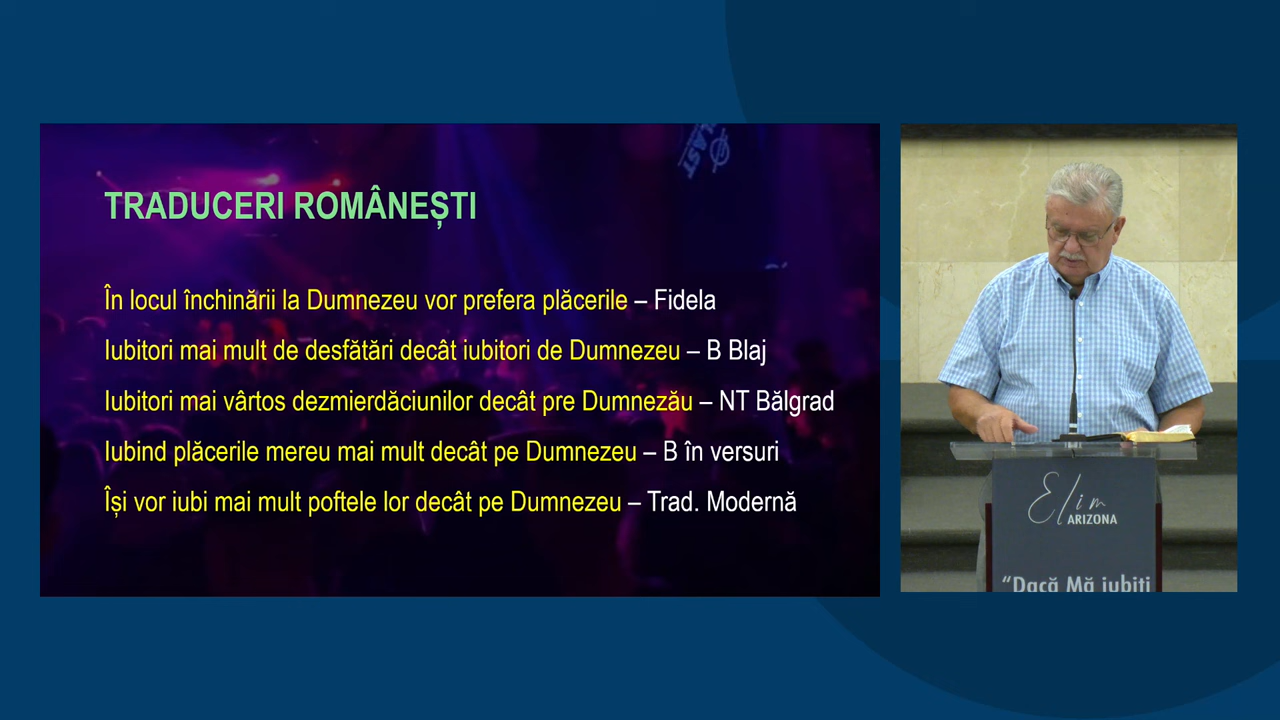 TRADUCERI ROMÂNEȘTI
În locul închinării la Dumnezeu vor prefera plăcerile – Fidela
Iubitori mai mult de desfătări decât iubitori de Dumnezeu – B Blaj
Iubitori mai vârtos dezmierdăciunilor decât pre Dumnezău – NT Bălgrad
Iubind plăcerile mereu mai mult decât pe Dumnezeu – B în versuri
Își vor iubi mai mult poftele lor decât pe Dumnezeu – Trad. Modernă
Elim
ARIZONA
“Dacă Mă iubiți